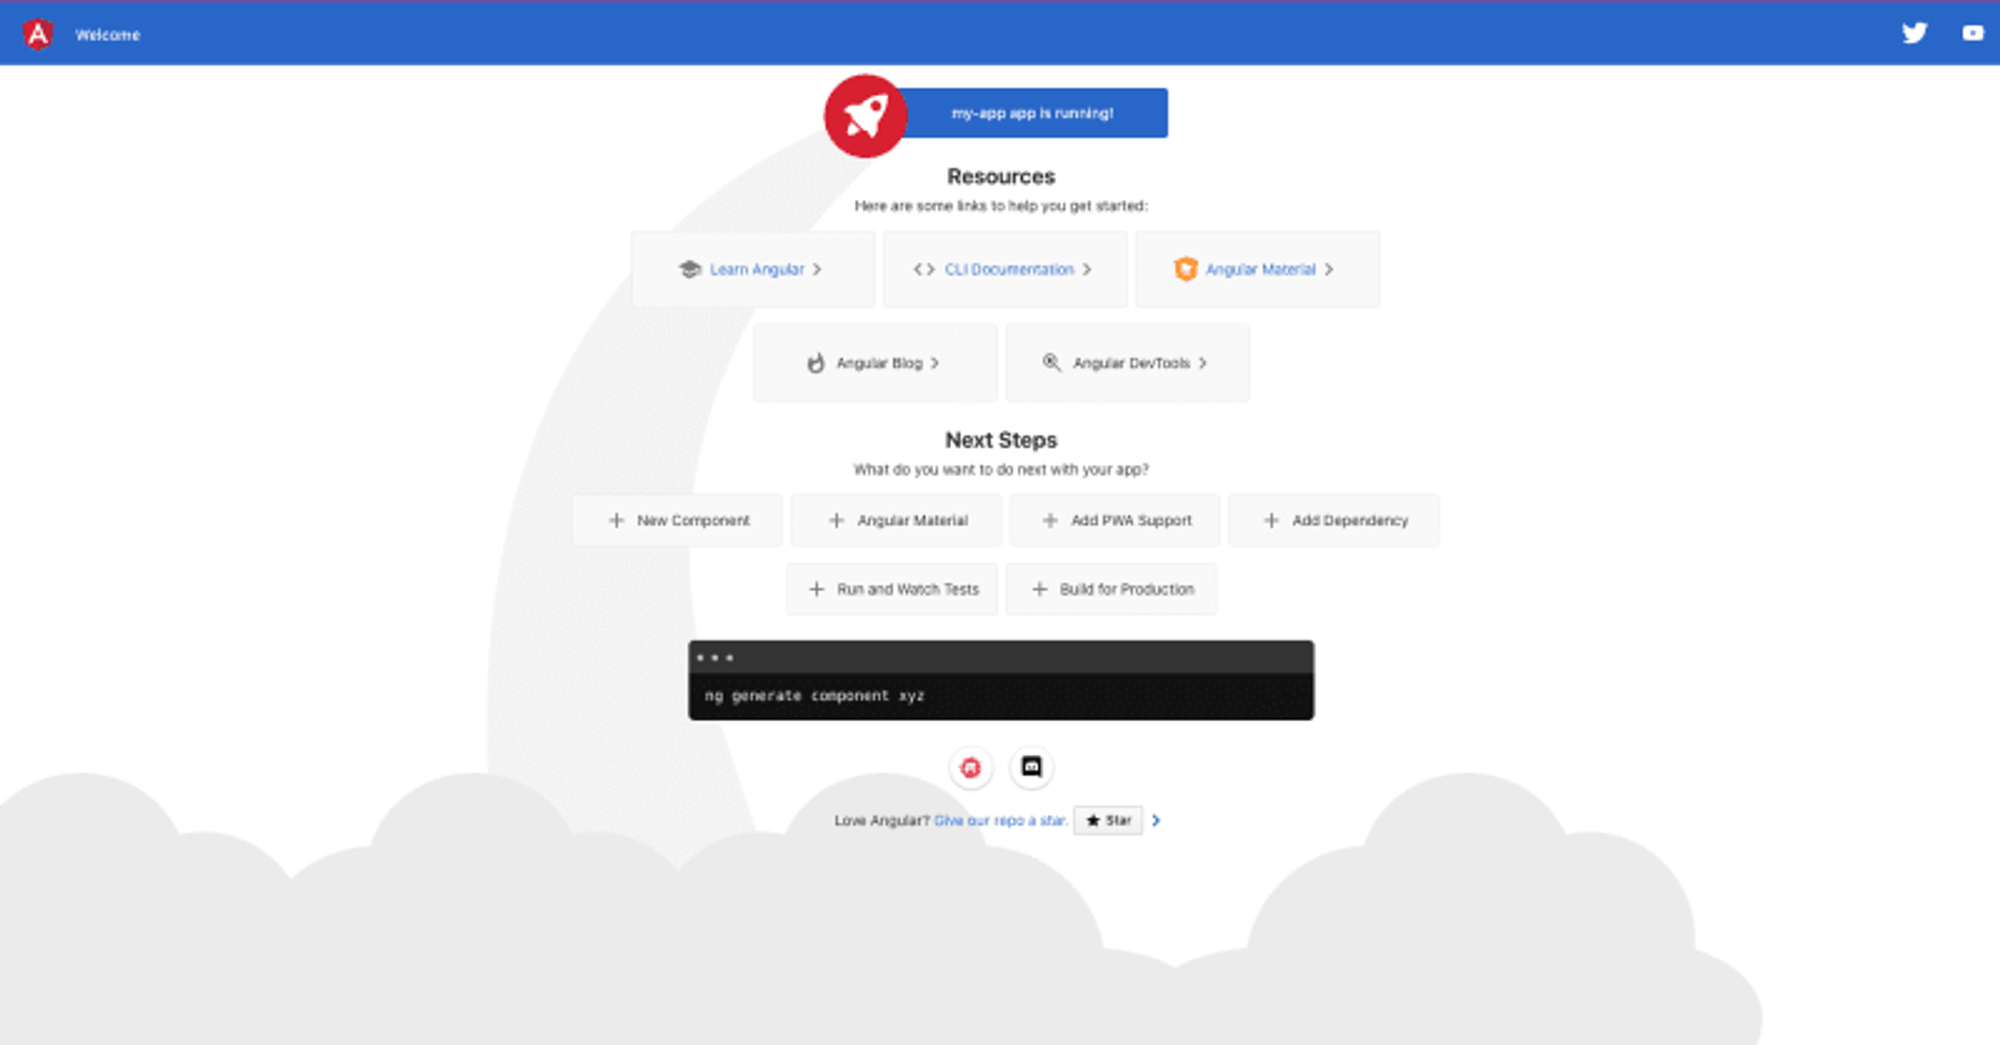 Welcome
my-app app is running!
Resources
Here are some links to help you get started:
Learn Angular
CLI Documentation
Angular Material
Angular Blog
Angular DevTools
Next Steps
What do you want to do next with your app?
New Component
Angular Material
Add PWA Support
Add Dependency
Run and Watch Tests
Build for Production
ng generate component xyz
Love Angular? Give our repo a star. Star